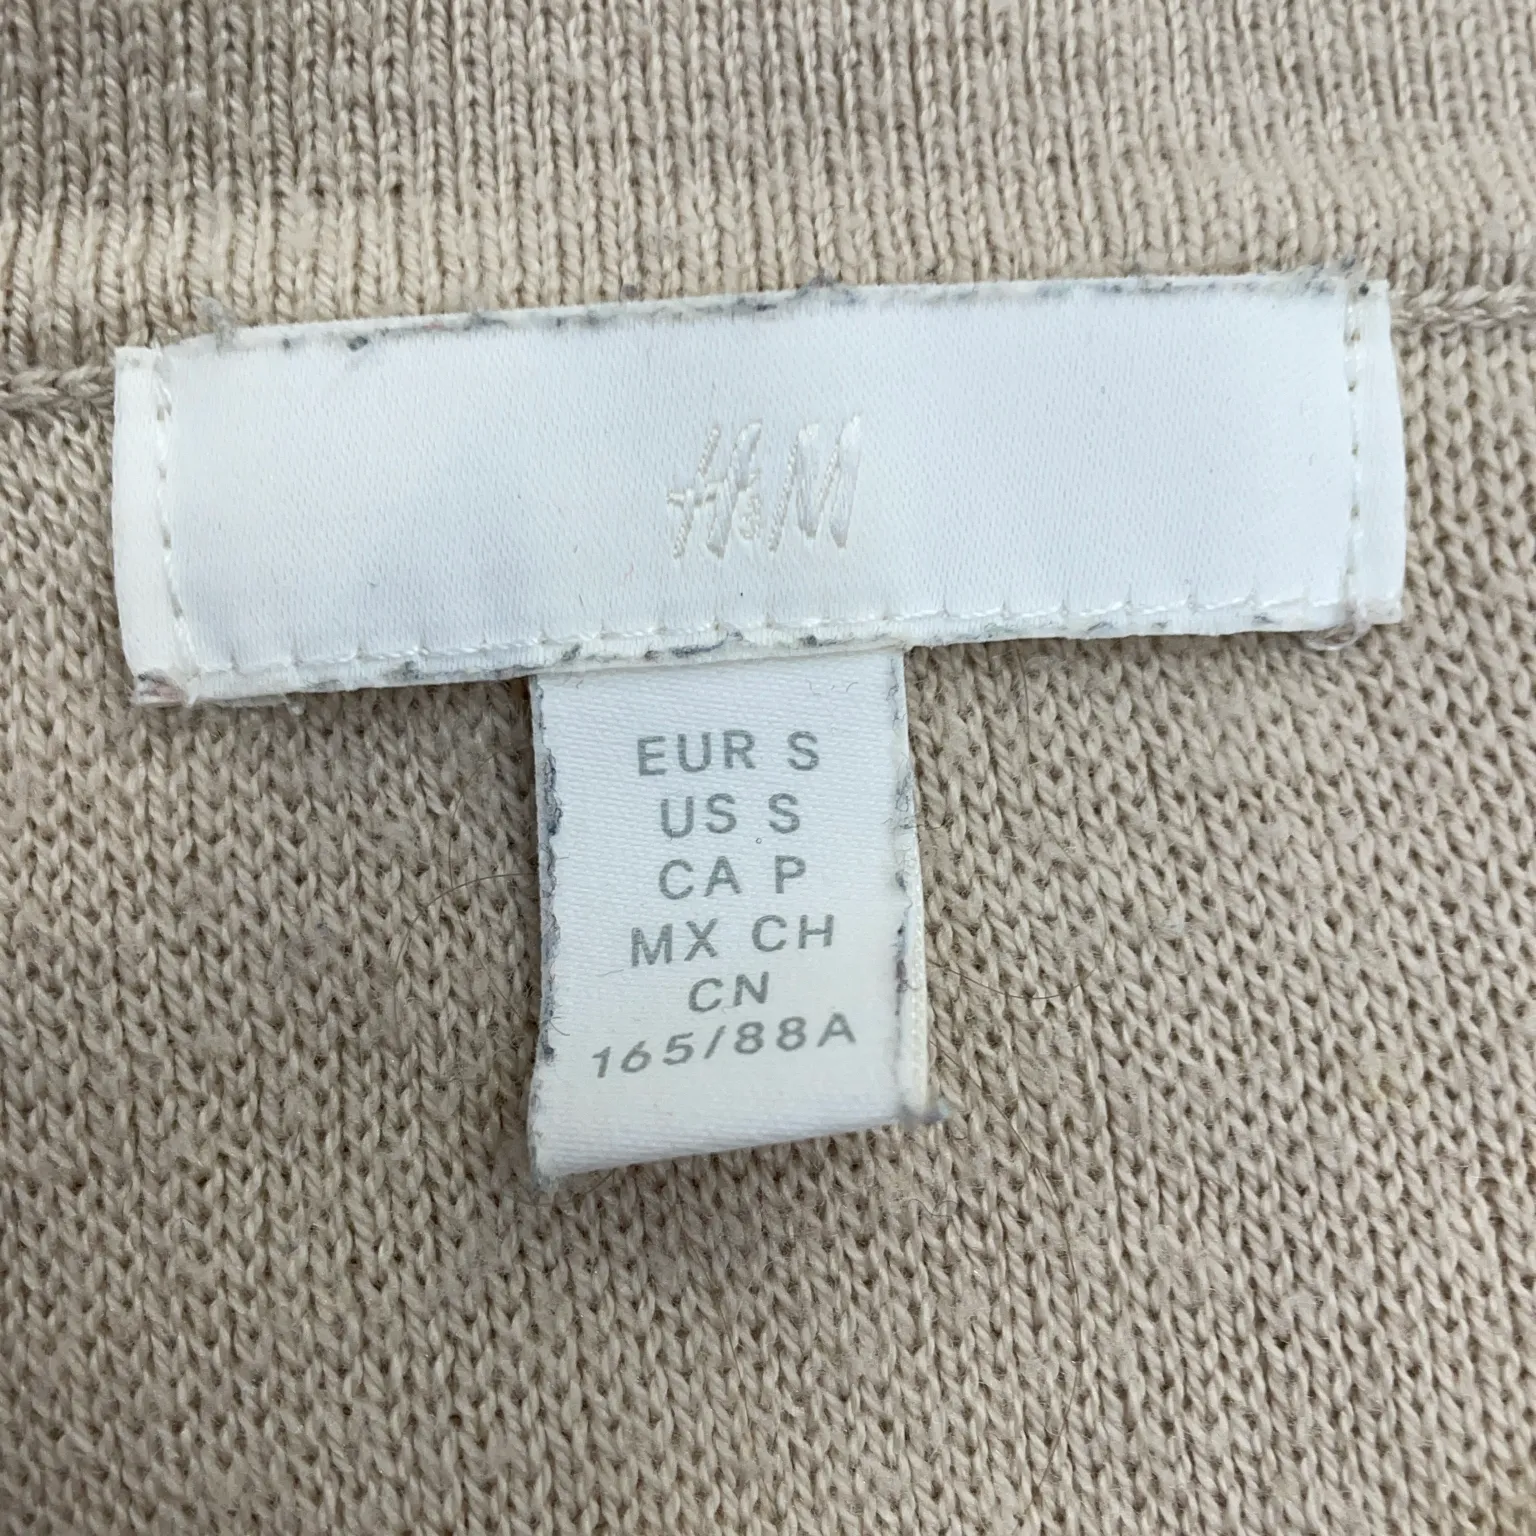 H&M
EUR S
US S
CA P
MX CH
CN
165/88A